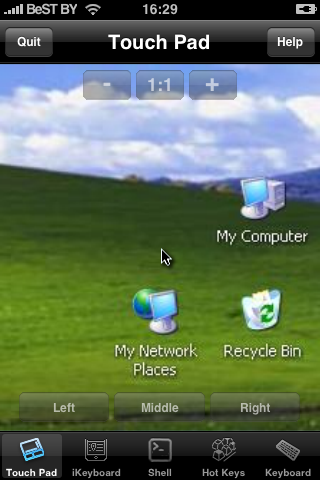 BeST BY 16:29
Quit Touch Pad Help
- 1:1 +
My Computer
My Network
Places
Recycle Bin
Left Middle Right
Touch Pad iKeyboard Shell Hot Keys Keyboard